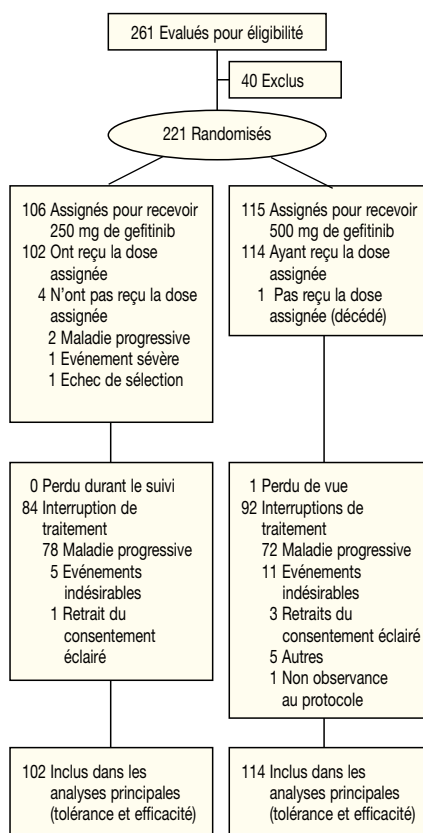 261 Evalués pour éligibilité
40 Exclus
221 Randomisés
106 Assignés pour recevoir
250 mg de gefitinib
102 Ont reçu la dose
assignée
4 N'ont pas reçu la dose
assignée
2 Maladie progressive
1 Evénement sévère
1 Echec de sélection
115 Assignés pour recevoir
500 mg de gefitinib
114 Ayant reçu la dose
assignée
1 Pas reçu la dose
assignée (décédé)
0 Perdu durant le suivi
84 Interruption de
traitement
78 Maladie progressive
5 Evénements
indésirables
1 Retrait du
consentement
éclairé
1 Perdu de vue
92 Interruptions de
traitement
72 Maladie progressive
11 Evénements
indésirables
3 Retraits du
consentement éclairé
5 Autres
1 Non observance
au protocole
102 Inclus dans les
analyses principales
(tolérance et efficacité)
114 Inclus dans les
analyses principales
(tolérance et efficacité)